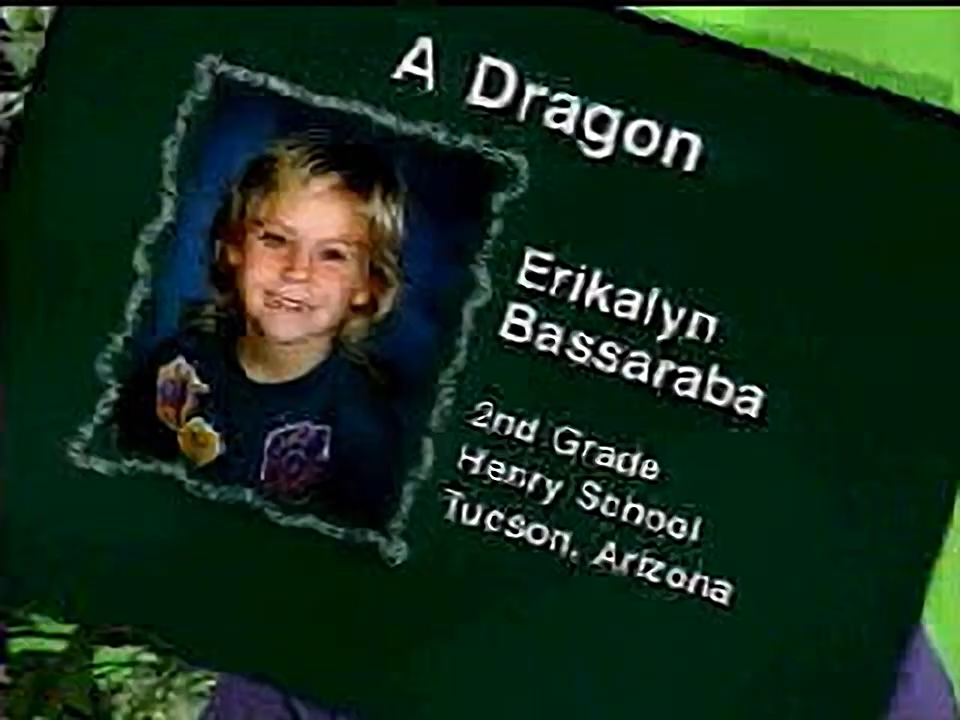 A Dragon
Erikalyn
Bassaraba
2nd Grade
Henry School
Tucson, Arizona